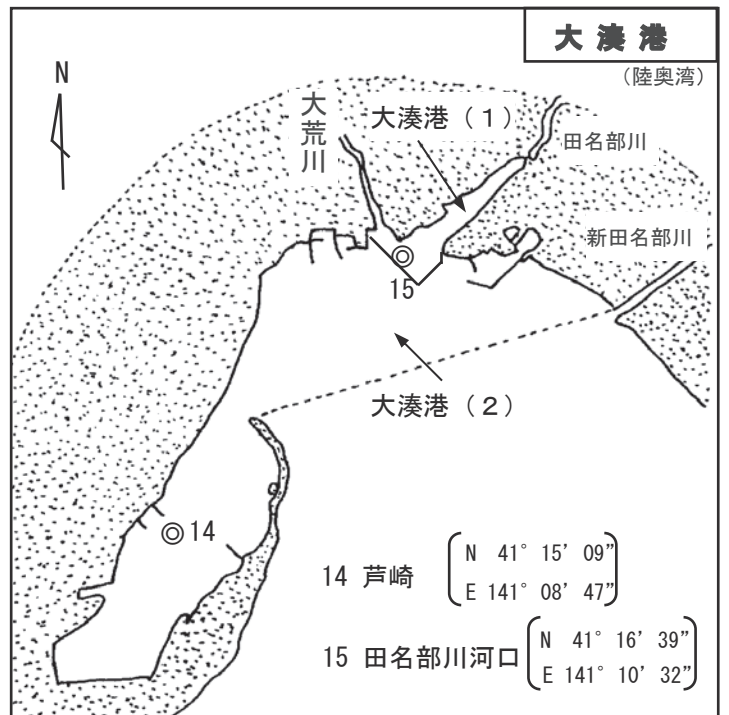 大湊港
(陸奥湾)
N
大荒川
大湊港(1)
田名部川
新田名部川
◎
15
大湊港(2)
◎14
14 芦崎
N 41° 15’ 09”
E 141° 08’ 47”
15 田名部川河口
N 41° 16’ 39”
E 141° 10’ 32”